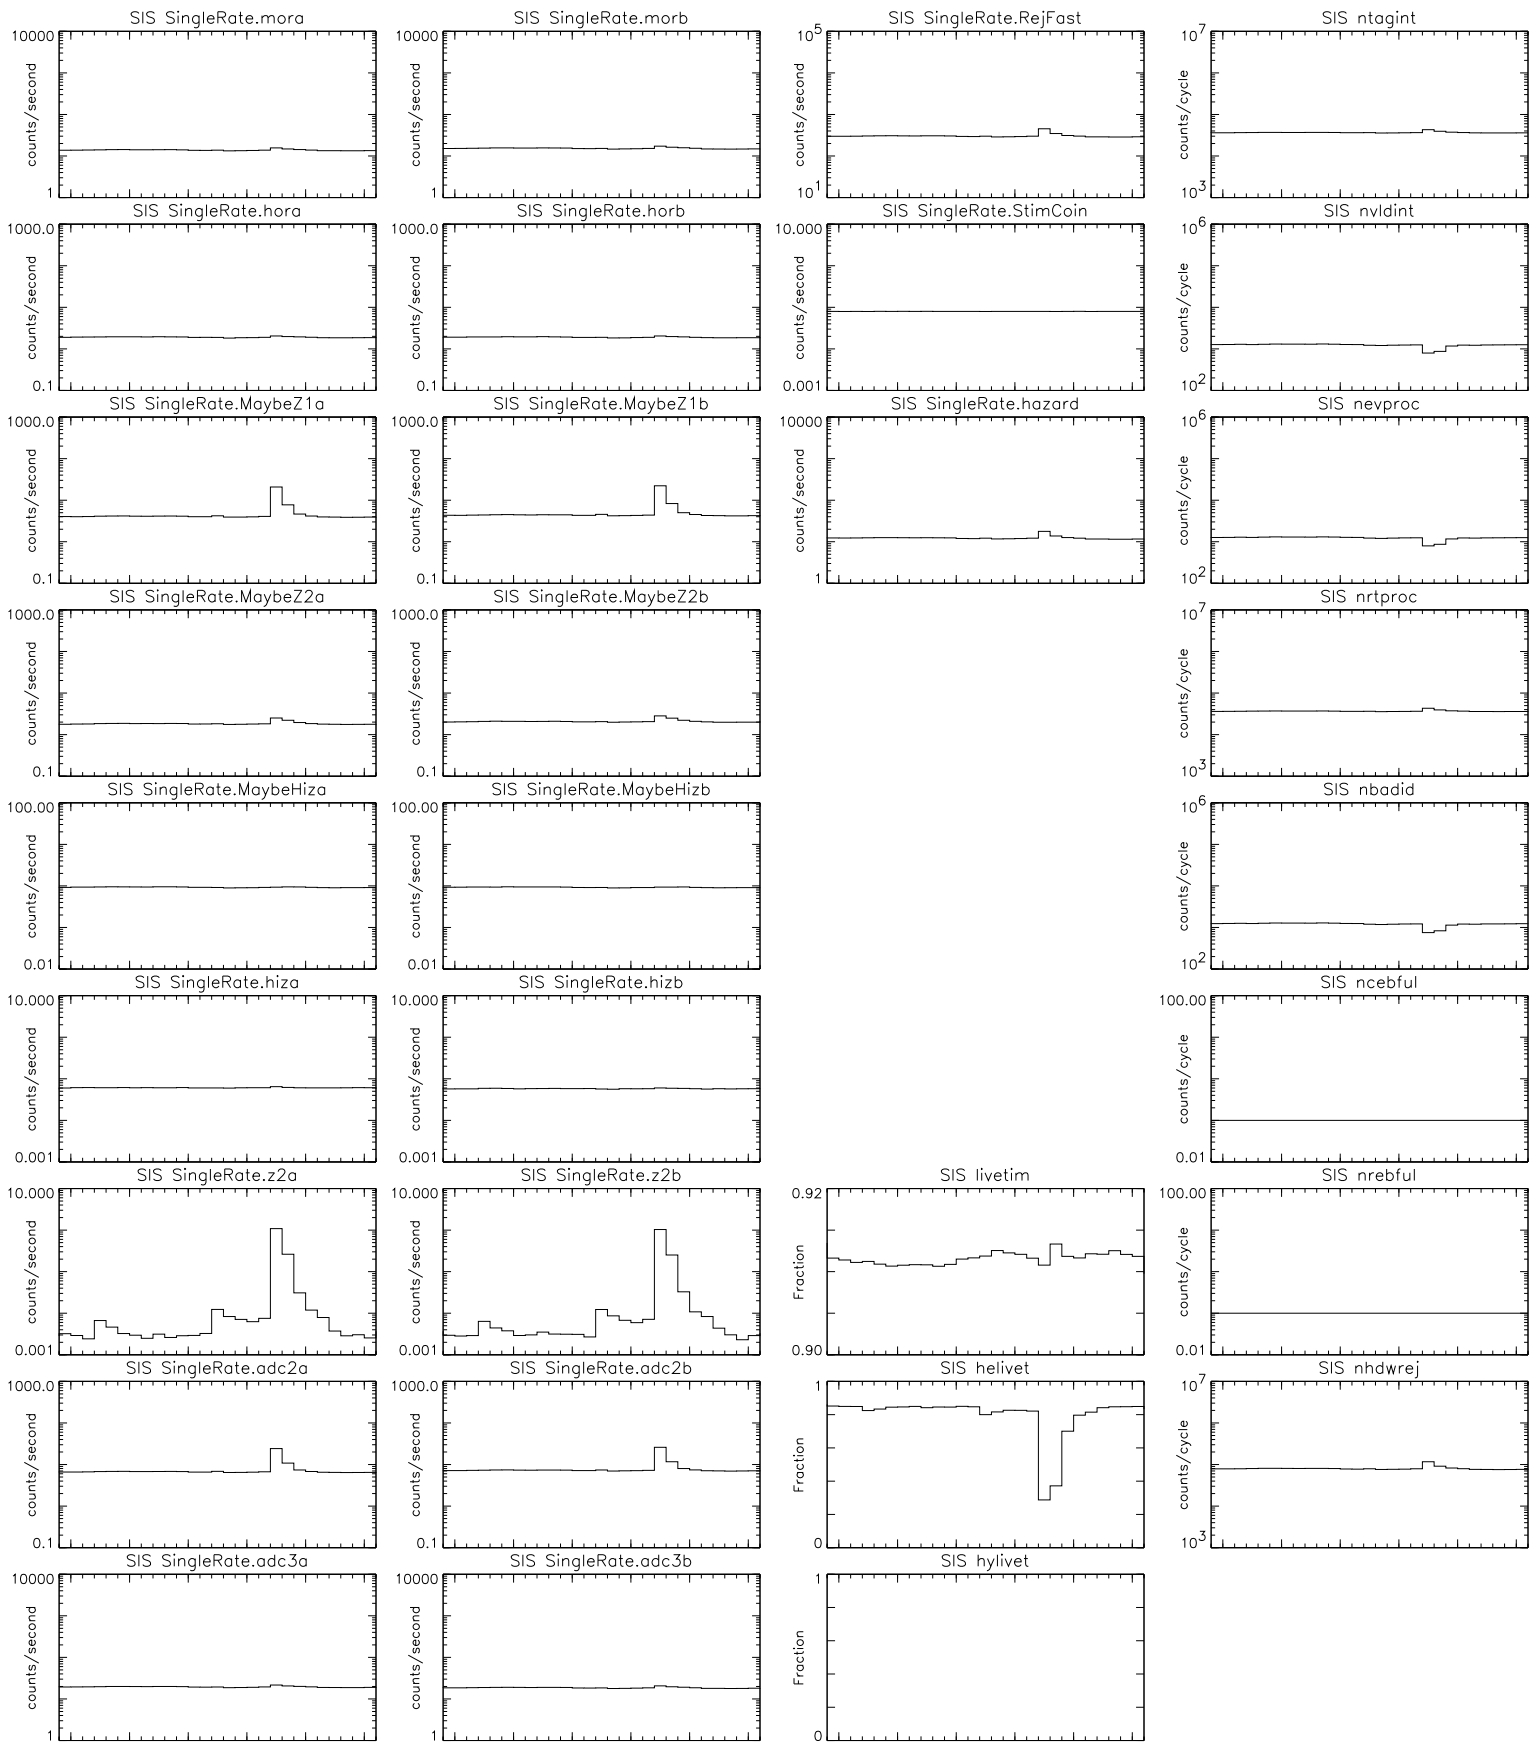 SIS SingleRate.mora
10000
counts/second
1
SIS SingleRate.morb
10000
counts/second
1
SIS SingleRate.RejFast
10^5
counts/second
10^1
SIS ntagint
10^7
counts/cycle
10^3
SIS SingleRate.hora
1000.0
counts/second
0.1
SIS SingleRate.horb
1000.0
counts/second
0.1
SIS SingleRate.StimCoin
10.000
counts/second
0.001
SIS nvldint
10^6
counts/cycle
10^2
SIS SingleRate.MaybeZ1a
1000.0
counts/second
0.1
SIS SingleRate.MaybeZ1b
1000.0
counts/second
0.1
SIS SingleRate.hazard
10000
counts/second
1
SIS nevproc
10^6
counts/cycle
10^2
SIS SingleRate.MaybeZ2a
1000.0
counts/second
0.1
SIS SingleRate.MaybeZ2b
1000.0
counts/second
0.1
SIS nrtproc
10^7
counts/cycle
10^3
SIS SingleRate.MaybeHiza
100.00
counts/second
0.01
SIS SingleRate.MaybeHizb
100.00
counts/second
0.01
SIS nbadid
10^6
counts/cycle
10^2
SIS SingleRate.hiza
10.000
counts/second
0.001
SIS SingleRate.hizb
10.000
counts/second
0.001
SIS ncebful
100.00
counts/cycle
0.01
SIS SingleRate.z2a
10.000
counts/second
0.001
SIS SingleRate.z2b
10.000
counts/second
0.001
SIS livetim
0.92
Fraction
0.90
SIS nrebful
100.00
counts/cycle
0.01
SIS SingleRate.adc2a
1000.0
counts/second
0.1
SIS SingleRate.adc2b
1000.0
counts/second
0.1
SIS helivet
1
Fraction
0
SIS nhdwrej
10^7
counts/cycle
10^3
SIS SingleRate.adc3a
10000
counts/second
1
SIS SingleRate.adc3b
10000
counts/second
1
SIS hylivet
1
Fraction
0